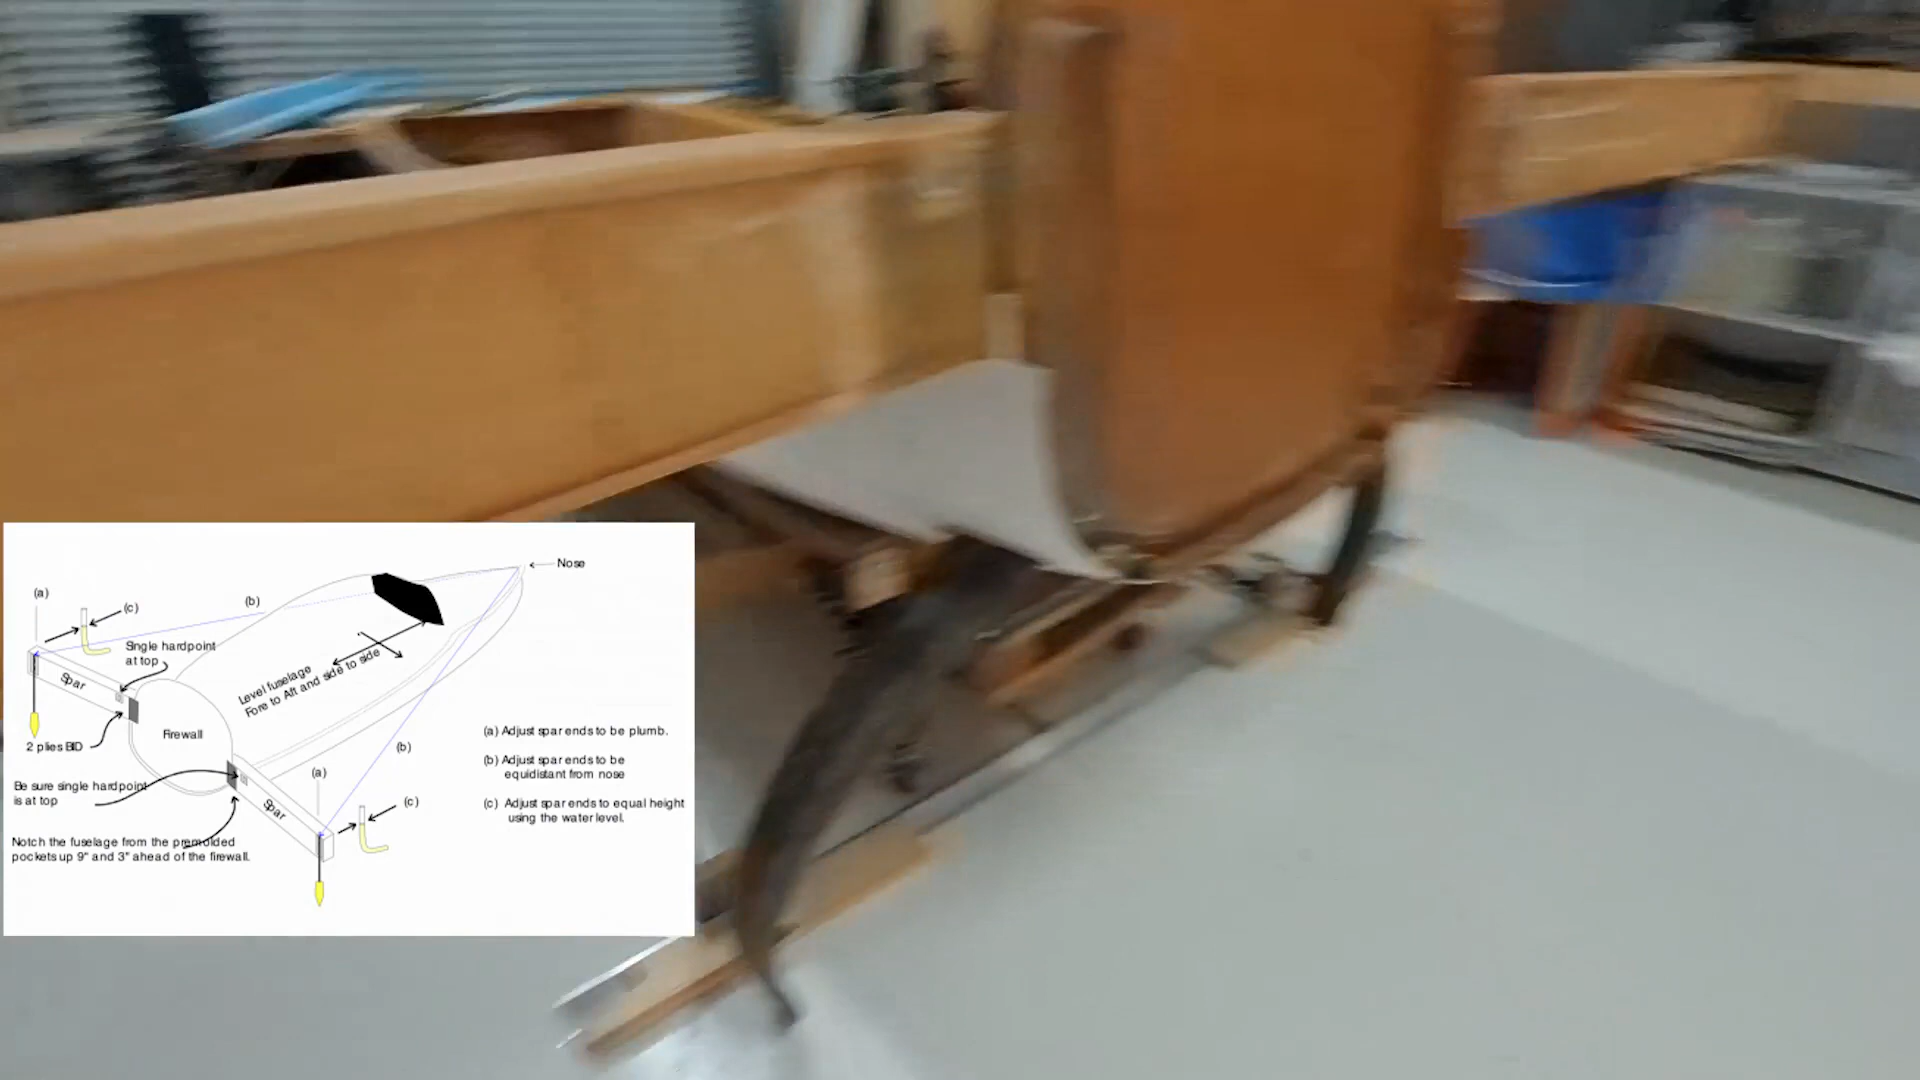 Nose
(a)
(c)
(b)
Single hardpoint
at top
Spar
Level fuselage
Fore to Aft and side to side
Firewall
2 plies BID
(b)
(a)
(a) Adjust spar ends to be plumb.
(b) Adjust spar ends to be
equidistant from nose
Be sure single hardpoint
is at top
Spar
(c)
(c) Adjust spar ends to equal height
using the water level.
Notch the fuselage from the premolded
pockets up 9" and 3" ahead of the firewall.